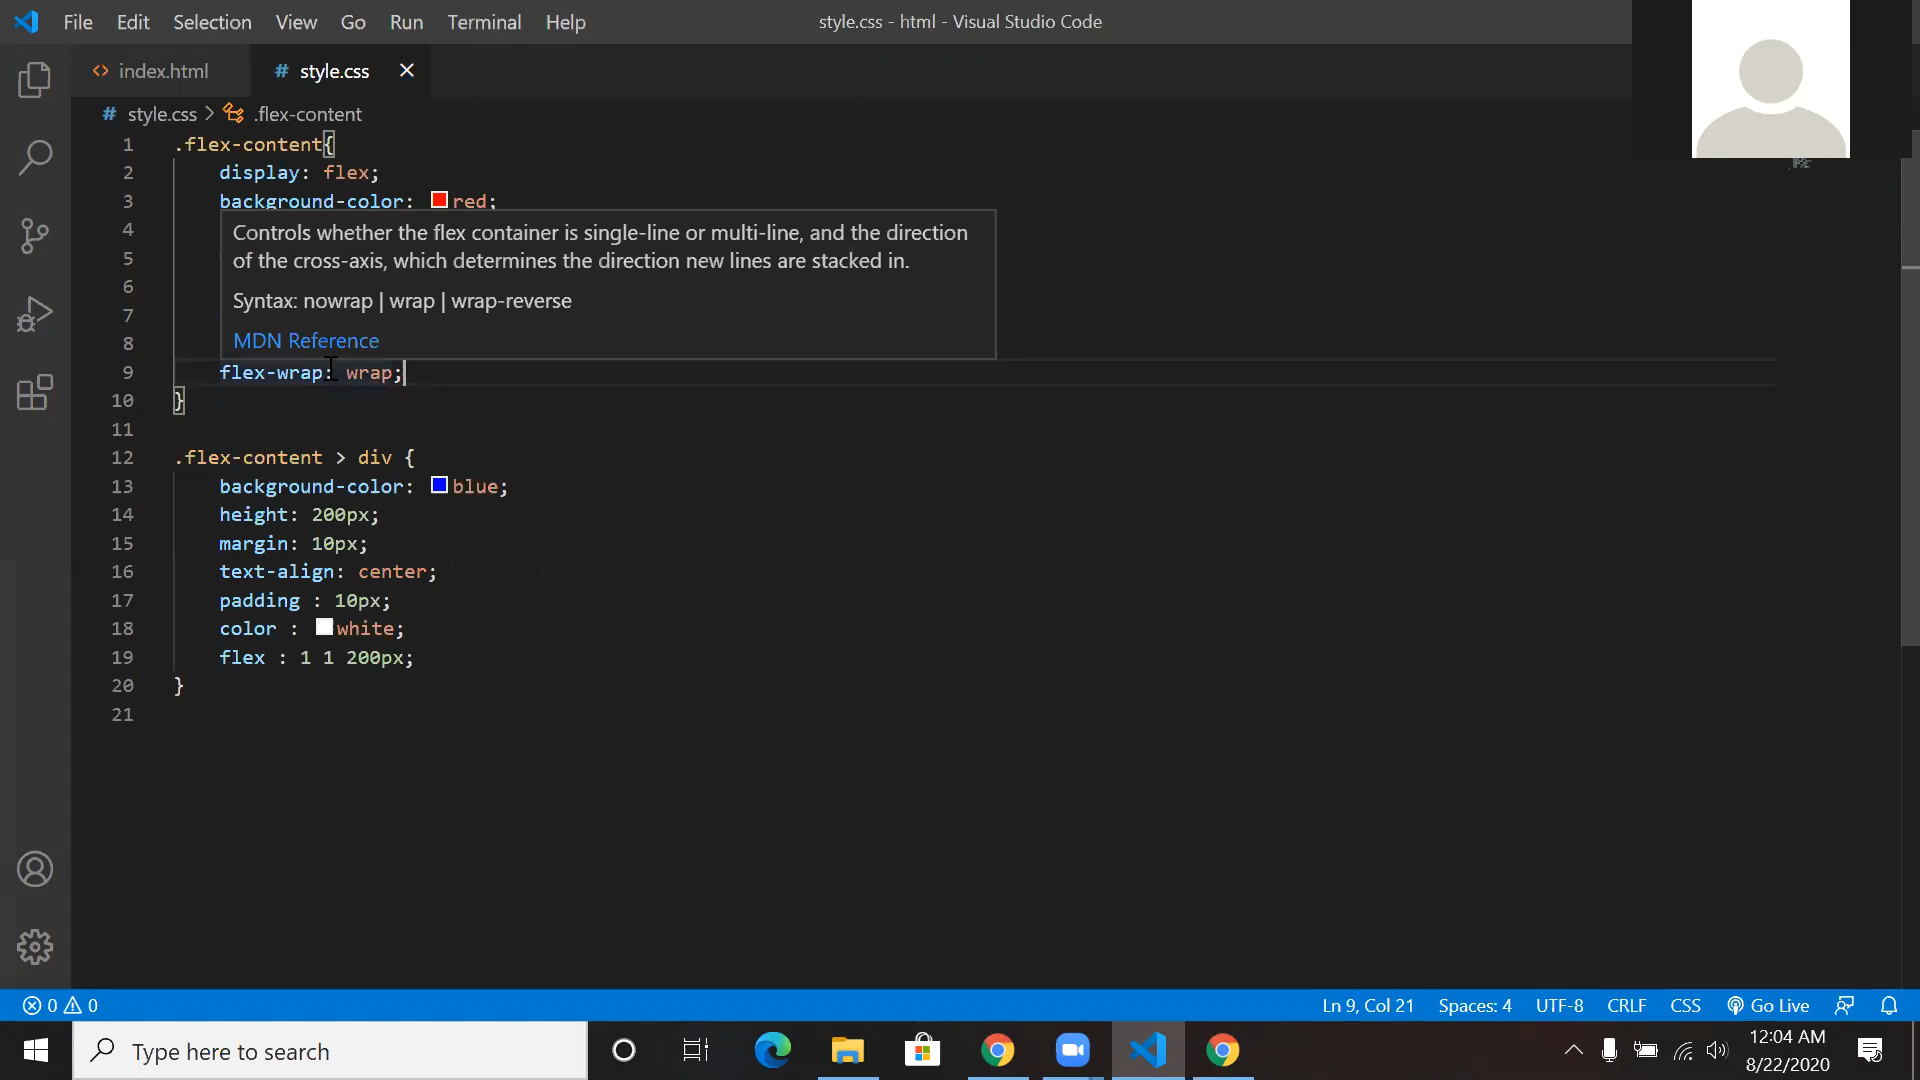 File Edit Selection View Go Run Terminal Help
style.css - html - Visual Studio Code
index.html
# style.css
# style.css > .flex-content
1 .flex-content{
2 display: flex;
3 background-color: red;
4
5
6
7
8
Controls whether the flex container is single-line or multi-line, and the direction
of the cross-axis, which determines the direction new lines are stacked in.
Syntax: nowrap | wrap | wrap-reverse
MDN Reference
9 flex-wrap: wrap;
10 }
11
12 .flex-content > div {
13 background-color: blue;
14 height: 200px;
15 margin: 10px;
16 text-align: center;
17 padding : 10px;
18 color : white;
19 flex : 1 1 200px;
20 }
21
0 0
Ln 9, Col 21 Spaces: 4 UTF-8 CRLF CSS Go Live
Type here to search
12:04 AM
8/22/2020